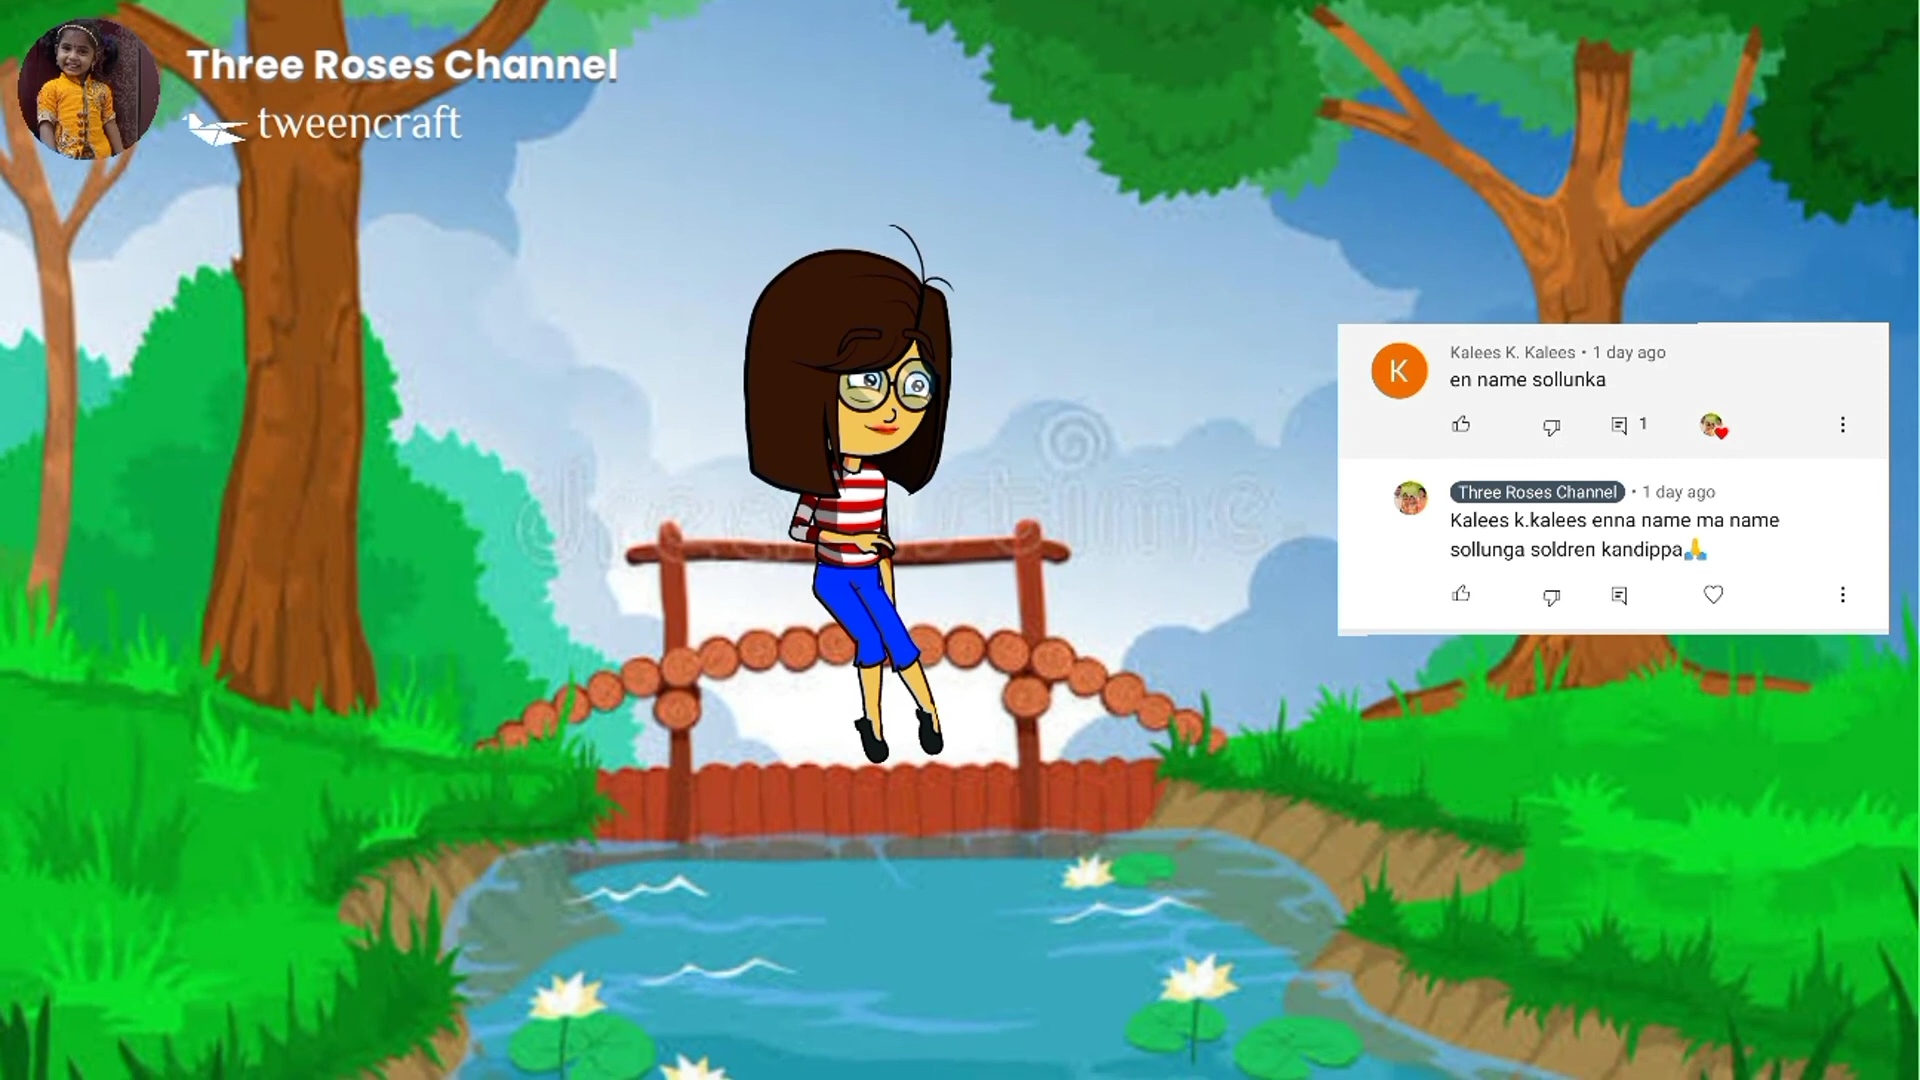 Three Roses Channel
tweencraft
dreamstime
K
Kalees K. Kalees • 1 day ago
en name sollunka
1
Three Roses Channel • 1 day ago
Kalees k.kalees enna name ma name
sollunga soldren kandippa🙏